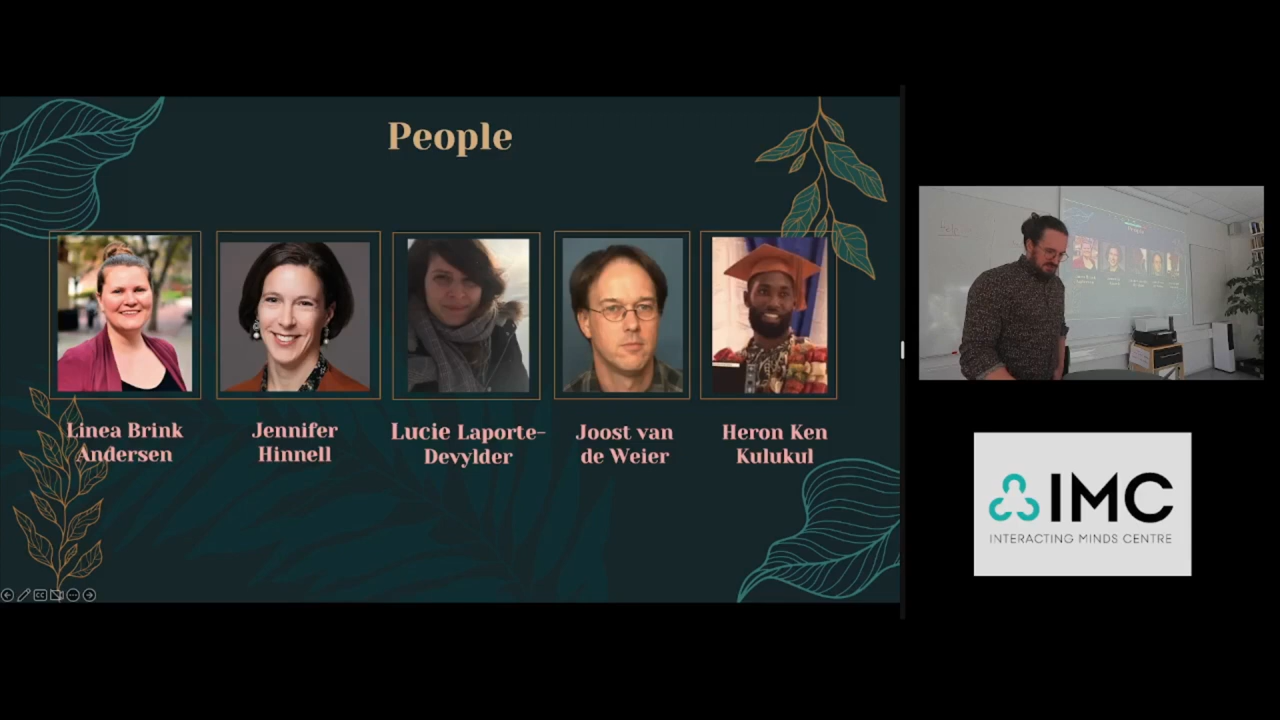 People
Linea Brink
Andersen
Jennifer
Hinnell
Lucie Laporte-
Devylder
Joost van
de Weier
Heron Ken
Kulukul
IMC
INTERACTING MINDS CENTRE